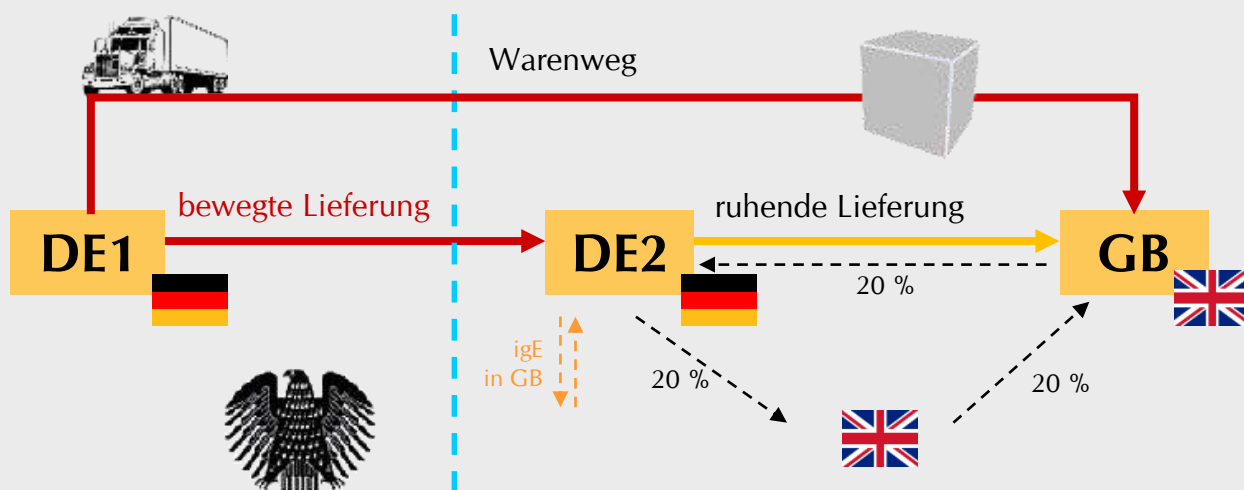 Warenweg
bewegte Lieferung
ruhende Lieferung
DE1
DE2
GB
20 %
igE
in GB
20 %
20 %